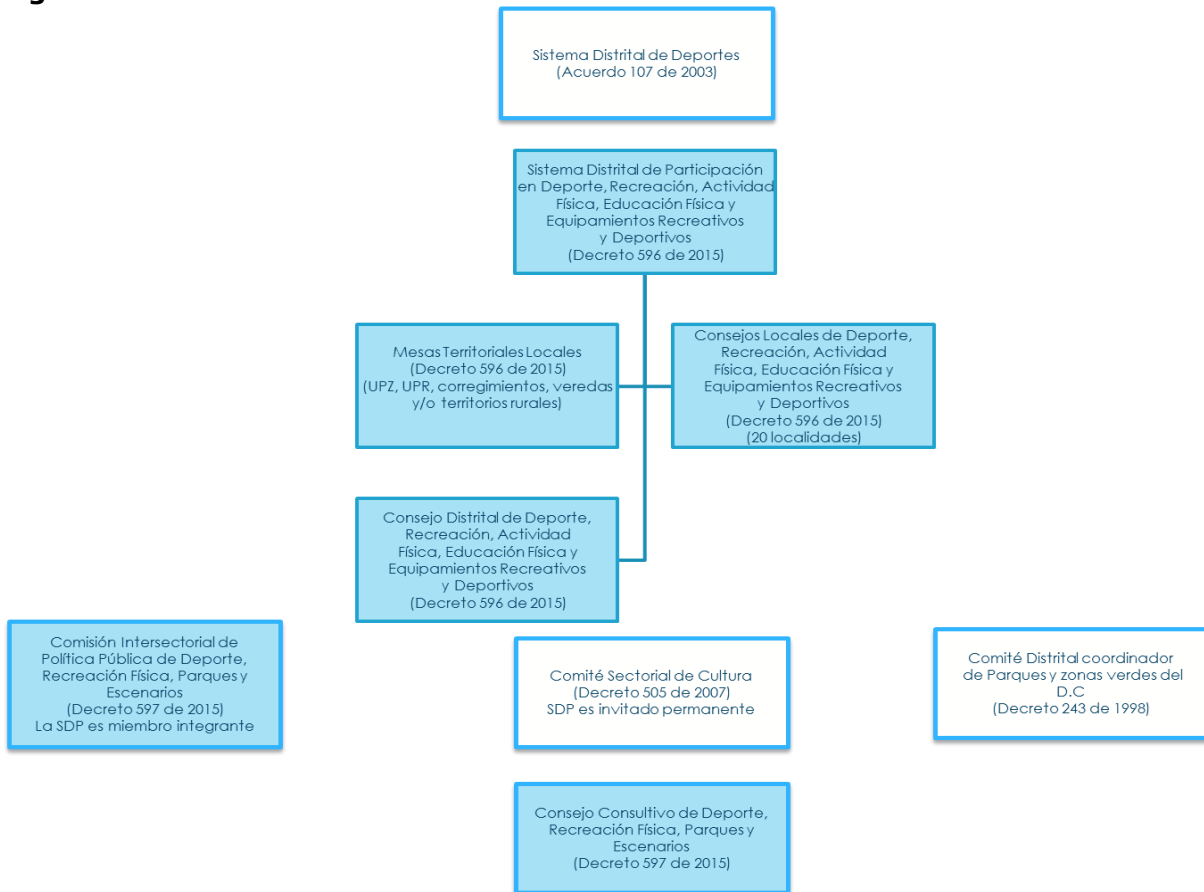 Sistema Distrital de Deportes
(Acuerdo 107 de 2003)
Sistema Distrital de Participación
en Deporte, Recreación, Actividad
Física, Educación Física y
Equipamientos Recreativos
y Deportivos
(Decreto 596 de 2015)
Mesas Territoriales Locales
(Decreto 596 de 2015)
(UPZ, UPR, corregimientos, veredas
y/o territorios rurales)
Consejos Locales de Deporte,
Recreación, Actividad
Física, Educación Física y
Equipamientos Recreativos
y Deportivos
(Decreto 596 de 2015)
(20 localidades)
Consejo Distrital de Deporte,
Recreación, Actividad
Física, Educación Física y
Equipamientos Recreativos
y Deportivos
(Decreto 596 de 2015)
Comisión Intersectorial de
Política Pública de Deporte,
Recreación Física, Parques y
Escenarios
(Decreto 597 de 2015)
La SDP es miembro integrante
Comité Sectorial de Cultura
(Decreto 505 de 2007)
SDP es invitado permanente
Comité Distrital coordinador
de Parques y zonas verdes del
D.C
(Decreto 243 de 1998)
Consejo Consultivo de Deporte,
Recreación Física, Parques y
Escenarios
(Decreto 597 de 2015)